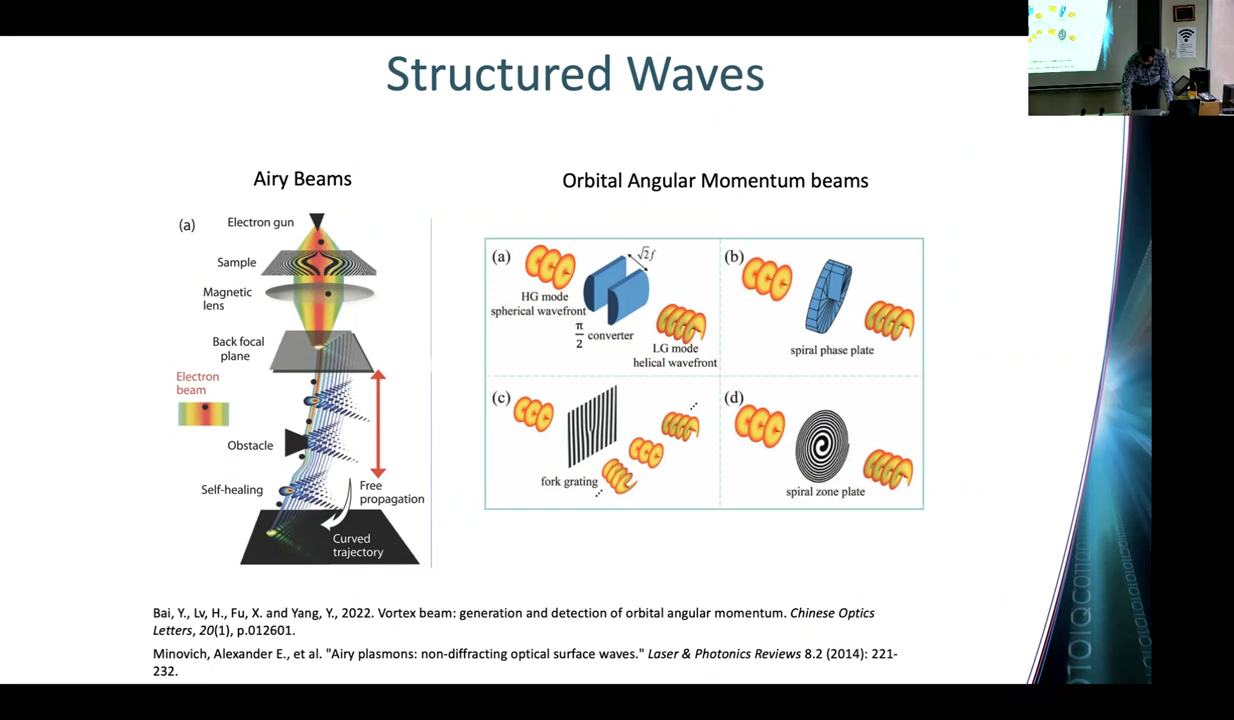 Structured Waves
Airy Beams
(a)
Electron gun
Sample
Magnetic
lens
Back focal
plane
Electron
beam
Obstacle
Self-healing
Free
propagation
Curved
trajectory
Orbital Angular Momentum beams
(a)
√2f
HG mode
spherical wavefront
π
2
converter
LG mode
helical wavefront
(b)
spiral phase plate
(c)
fork grating
(d)
spiral zone plate
Bai, Y., Lv, H., Fu, X. and Yang, Y., 2022. Vortex beam: generation and detection of orbital angular momentum. Chinese Optics
Letters, 20(1), p.012601.
Minovich, Alexander E., et al. "Airy plasmons: non-diffracting optical surface waves." Laser & Photonics Reviews 8.2 (2014): 221-
232.